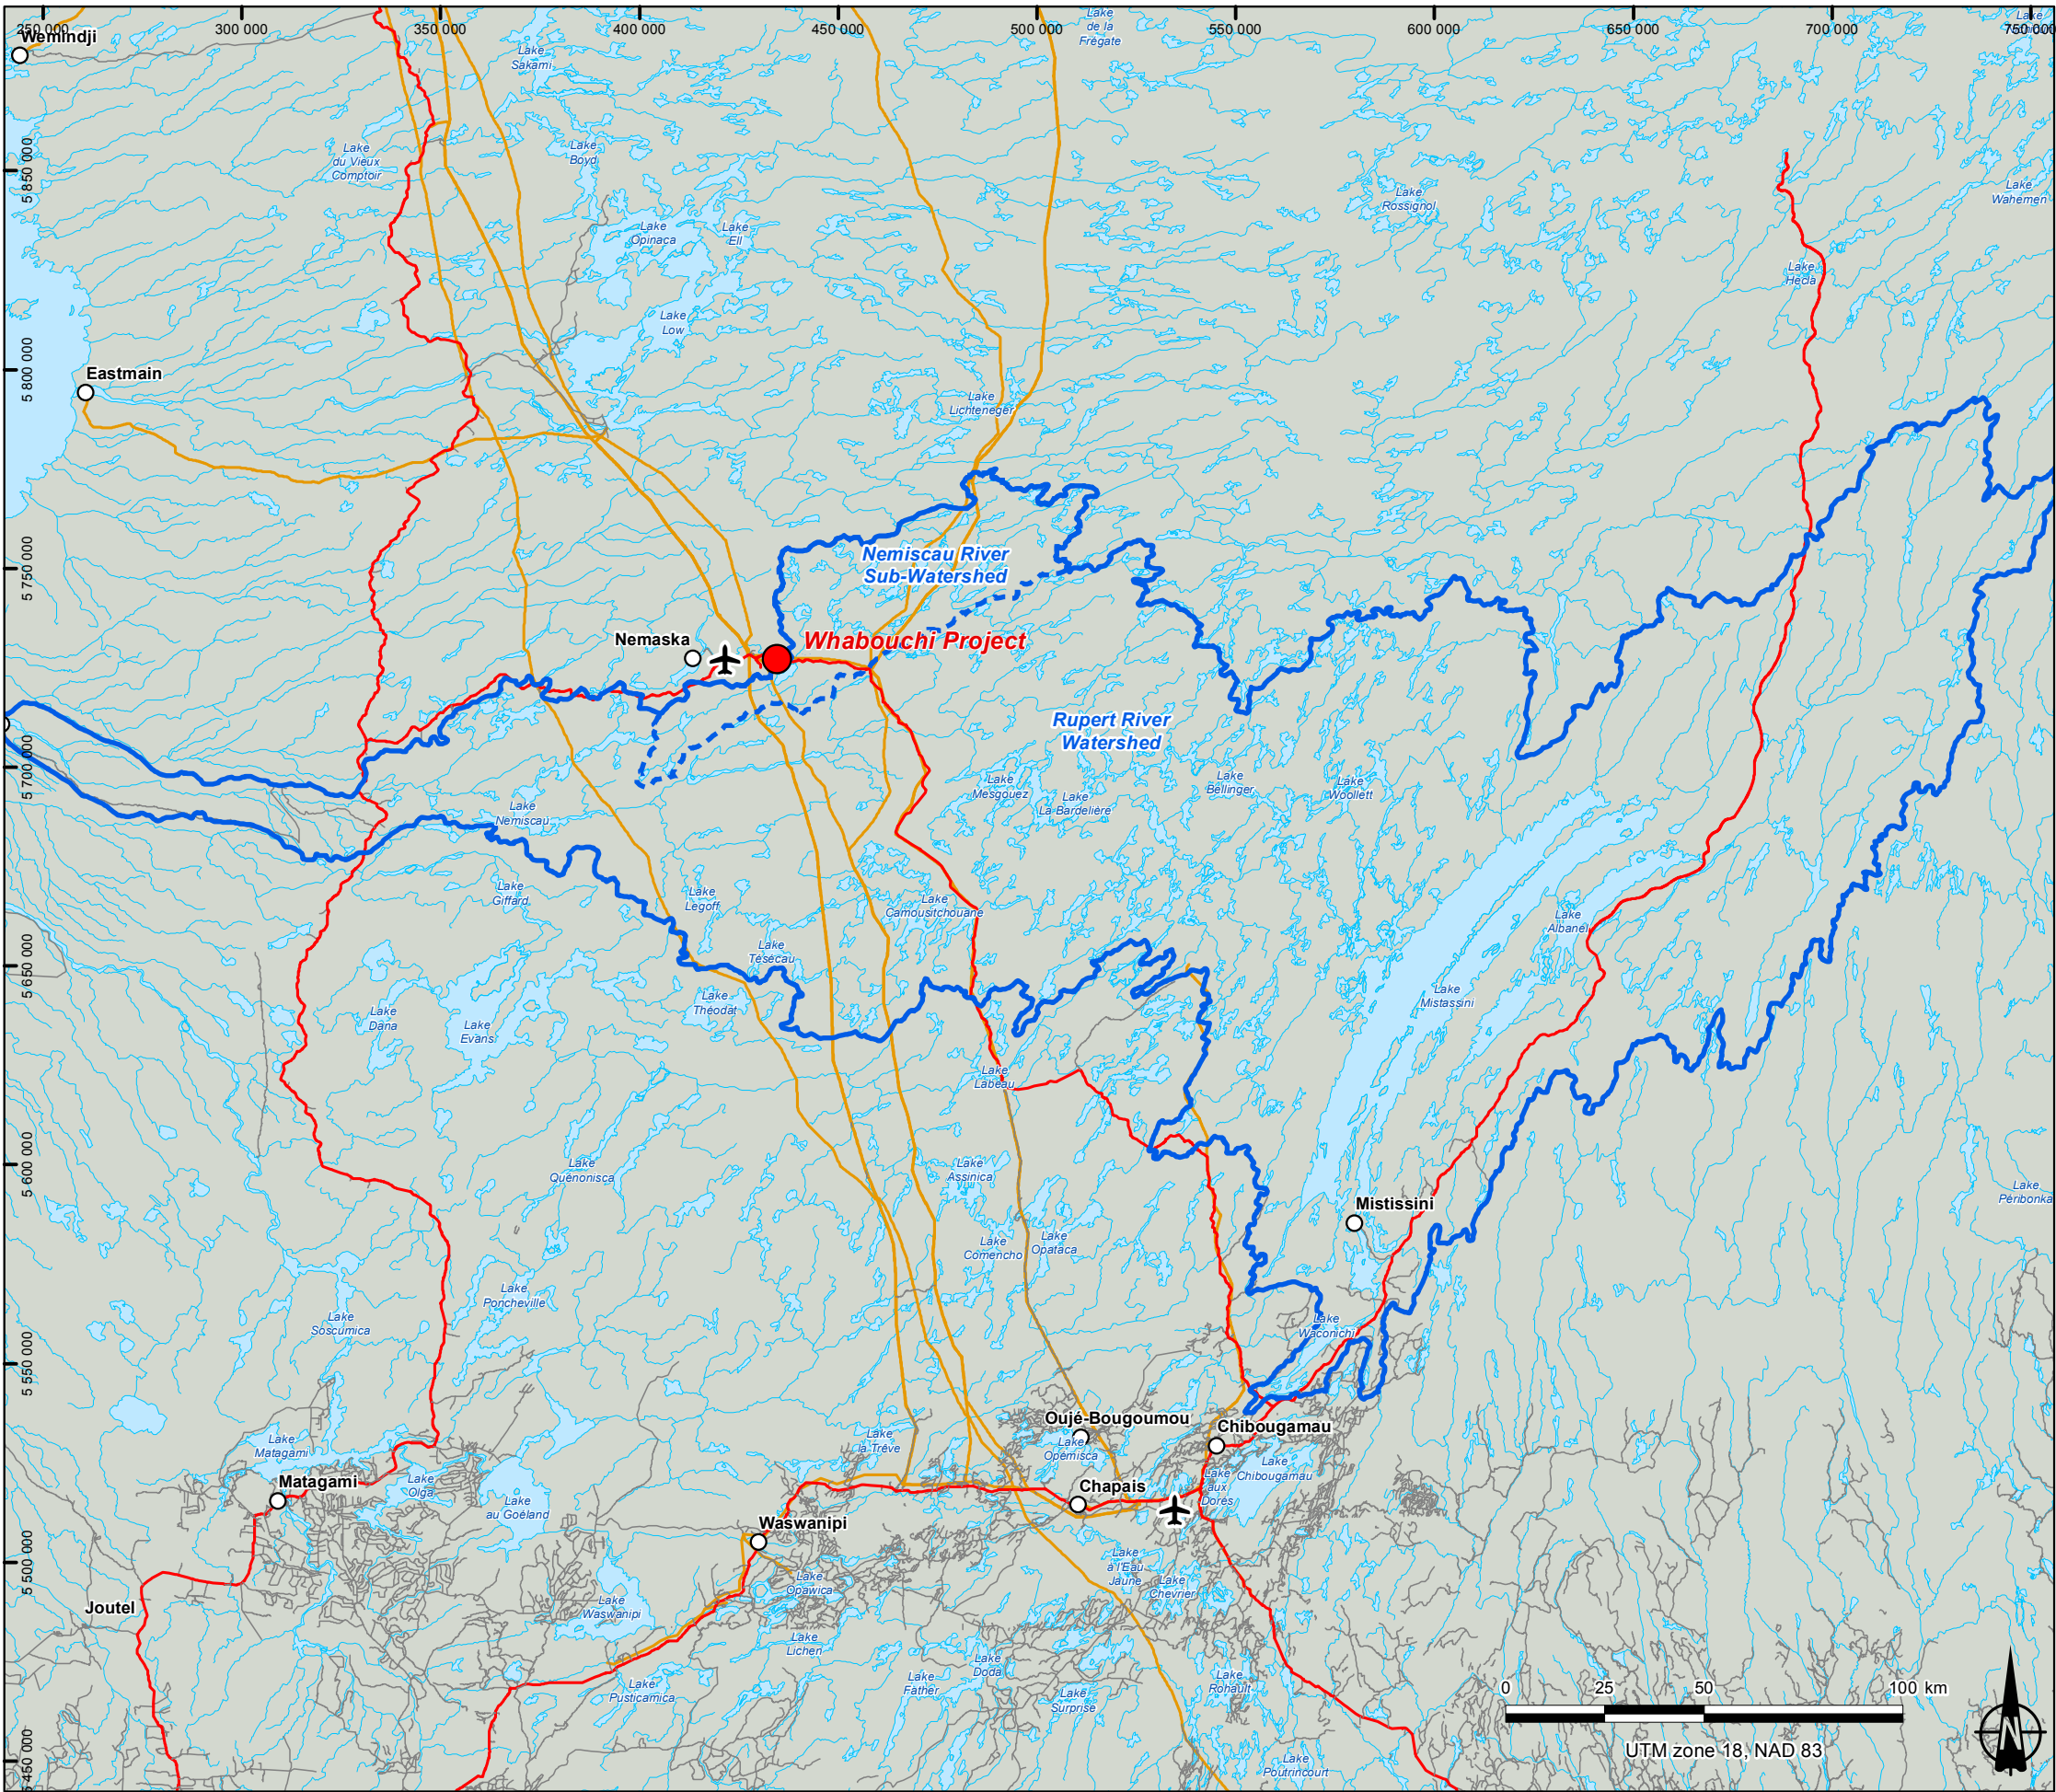 250 000
300 000
350 000
400 000
450 000
500 000
550 000
600 000
650 000
700 000
750 000
Wemindji
Lake
Sakami
Lake
de la
Frégate
5 850 000
Lake
du Vieux
Comptoir
Lake
Boyd
Lake
Rossignol
Lake
Wahemen
Lake
Opinaca
Lake
Ell
Lake
Hecla
Lake
Low
5 800 000
Eastmain
Lake
Lichteneger
5 750 000
Nemiscau River
Sub-Watershed
Nemaska
Whabouchi Project
Rupert River
Watershed
5 700 000
Lake
Mesgouez
Lake
La Bardelière
Lake
Bellinger
Lake
Woollett
Lake
Nemiscau
Lake
Giffard
Lake
Legoff
Lake
Camousitchouane
Lake
Albanel
Lake
Tésécau
5 650 000
Lake
Théodat
Lake
Mistassini
Lake
Dana
Lake
Evans
Lake
Labeau
5 600 000
Lake
Quénonisca
Lake
Assinica
Mistissini
Lake
Péribonka
Lake
Comencho
Lake
Opataca
Lake
Poncheville
Lake
Soscumica
Lake
Waconichi
5 550 000
Oujé-Bougoumou
Chibougamau
Lake
Matagami
Lake
la Trêve
Lake
Opémisca
Lake
Chibougamau
Matagami
Lake
Olga
Chapais
Lake
aux
Dorés
Lake
au Goéland
Waswanipi
5 500 000
Lake
à l'Eau
Jaune
Lake
Chevrier
Lake
Opawica
Joutel
Lake
Waswanipi
Lake
Lichen
Lake
Doda
Lake
Father
Lake
Pusticamica
Lake
Surprise
Lake
Rohault
0
25
50
100 km
5 450 000
UTM zone 18, NAD 83
N
Lake
Poutrincourt